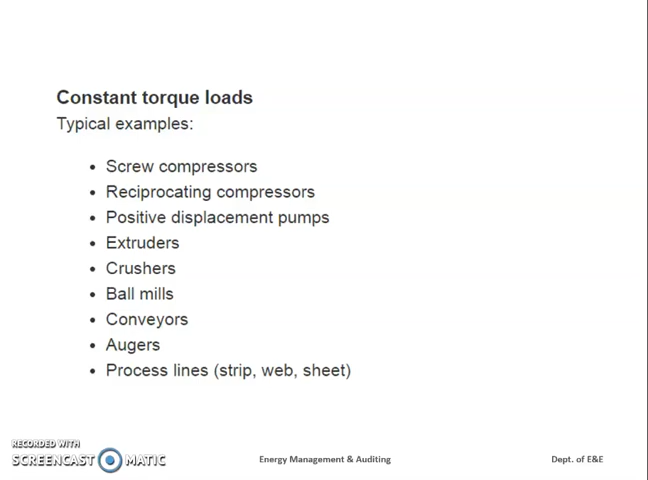 Constant torque loads
Typical examples:
• Screw compressors
• Reciprocating compressors
• Positive displacement pumps
• Extruders
• Crushers
• Ball mills
• Conveyors
• Augers
• Process lines (strip, web, sheet)
RECORDED WITH
SCREENCAST MATIC
Energy Management & Auditing
Dept. of E&E